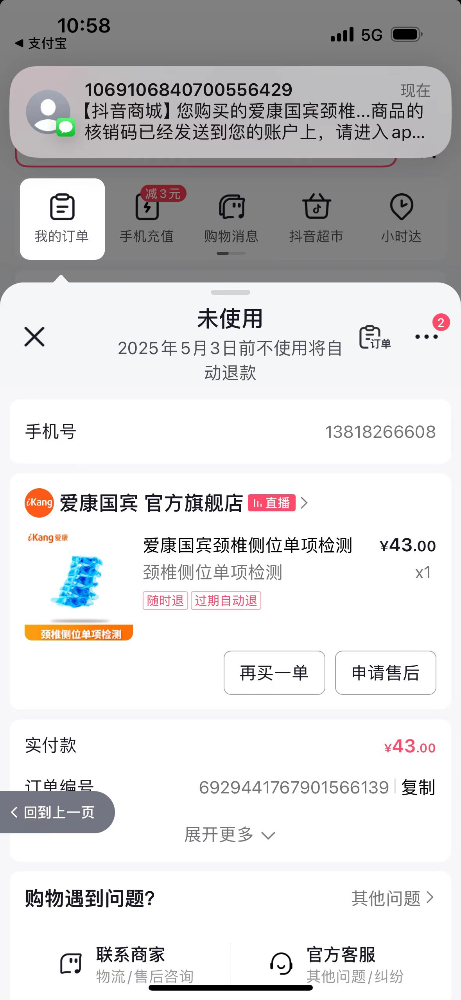 10:58
支付宝
5G
1069106840700556429
现在
【抖音商城】您购买的爱康国宾颈椎...商品的
核销码已经发送到您的账户上，请进入ap...
减3元
我的订单
手机充值
购物消息
抖音超市
小时达
未使用
2025年5月3日前不使用将自
动退款
订单
2
手机号
13818266608
iKang
爱康国宾 官方旗舰店
直播
iKang爱康
爱康国宾颈椎侧位单项检测
¥43.00
颈椎侧位单项检测
x1
随时退
过期自动退
颈椎侧位单项检测
再买一单
申请售后
实付款
¥43.00
订单编号
6929441767901566139
复制
回到上一页
展开更多
购物遇到问题?
其他问题
联系商家
物流/售后咨询
官方客服
其他问题/纠纷